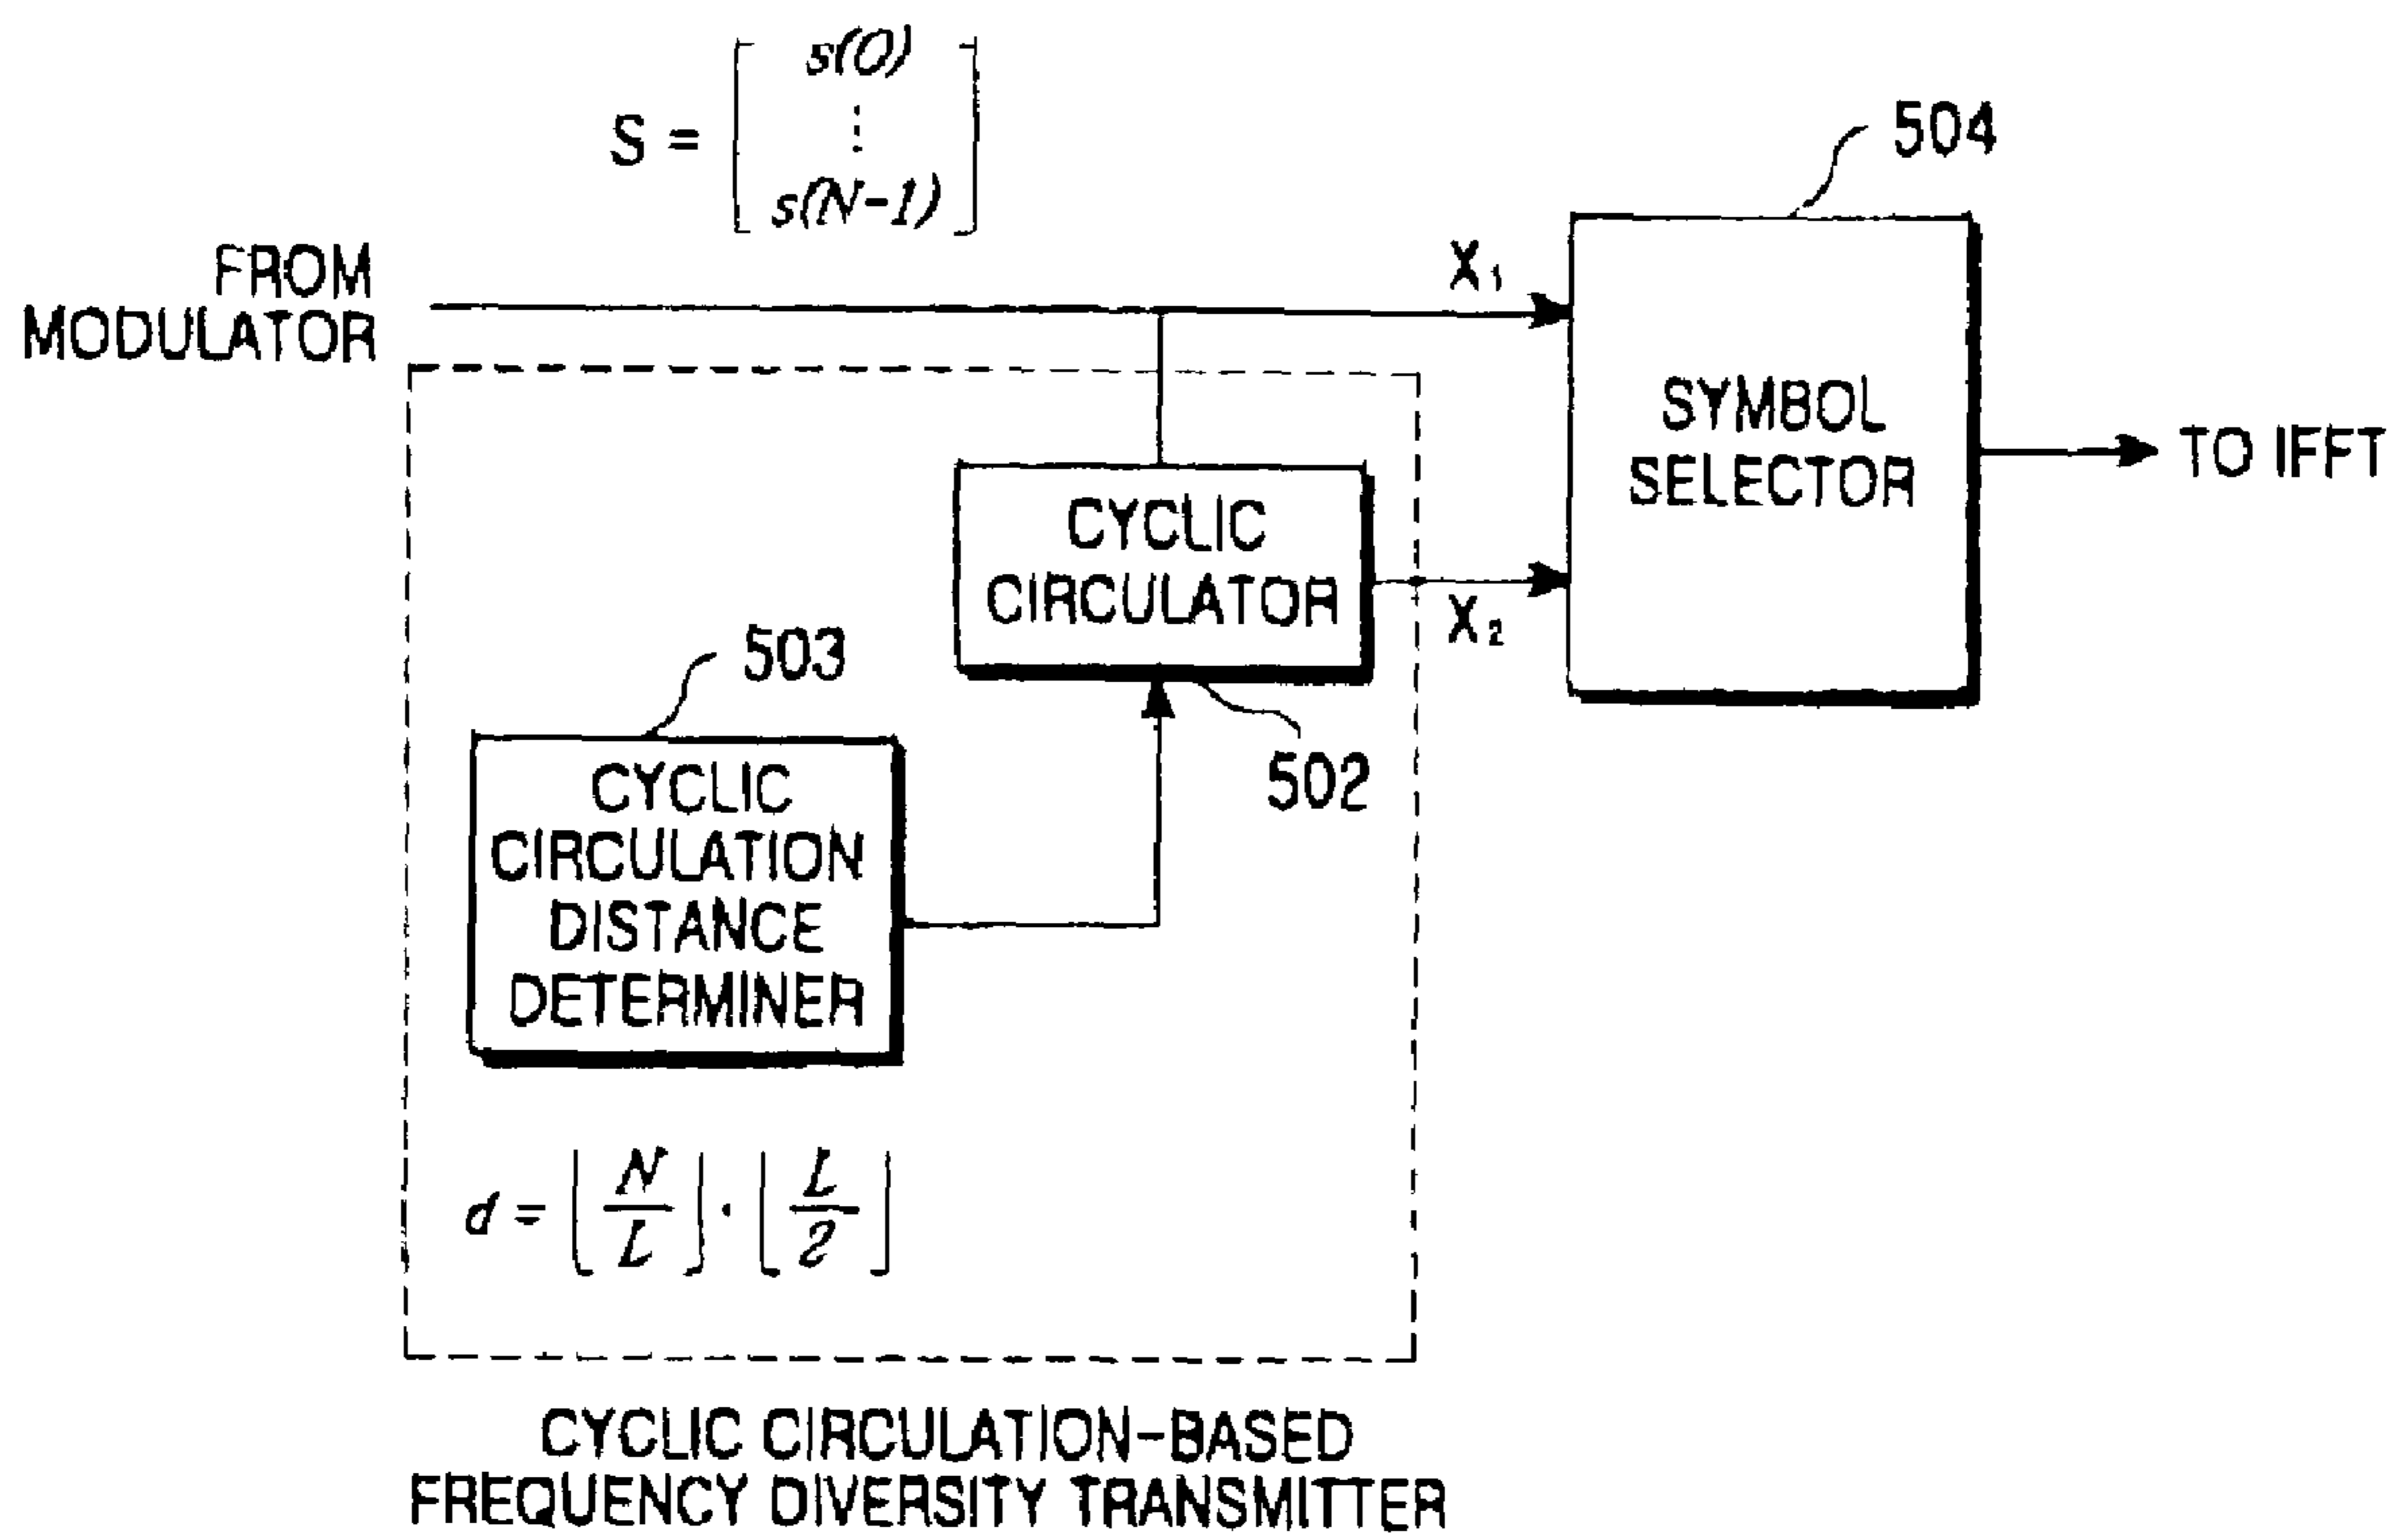 S = [ s(0) ⋮ s(N-1) ]
504
FROM
MODULATOR
X₁
SYMBOL
SELECTOR
TO IFFT
CYCLIC
CIRCULATOR
X₂
503
502
CYCLIC
CIRCULATION
DISTANCE
DETERMINER
d = ⌊ N/L ⌋ · ⌊ L/2 ⌋
CYCLIC CIRCULATION-BASED
FREQUENCY DIVERSITY TRANSMITTER